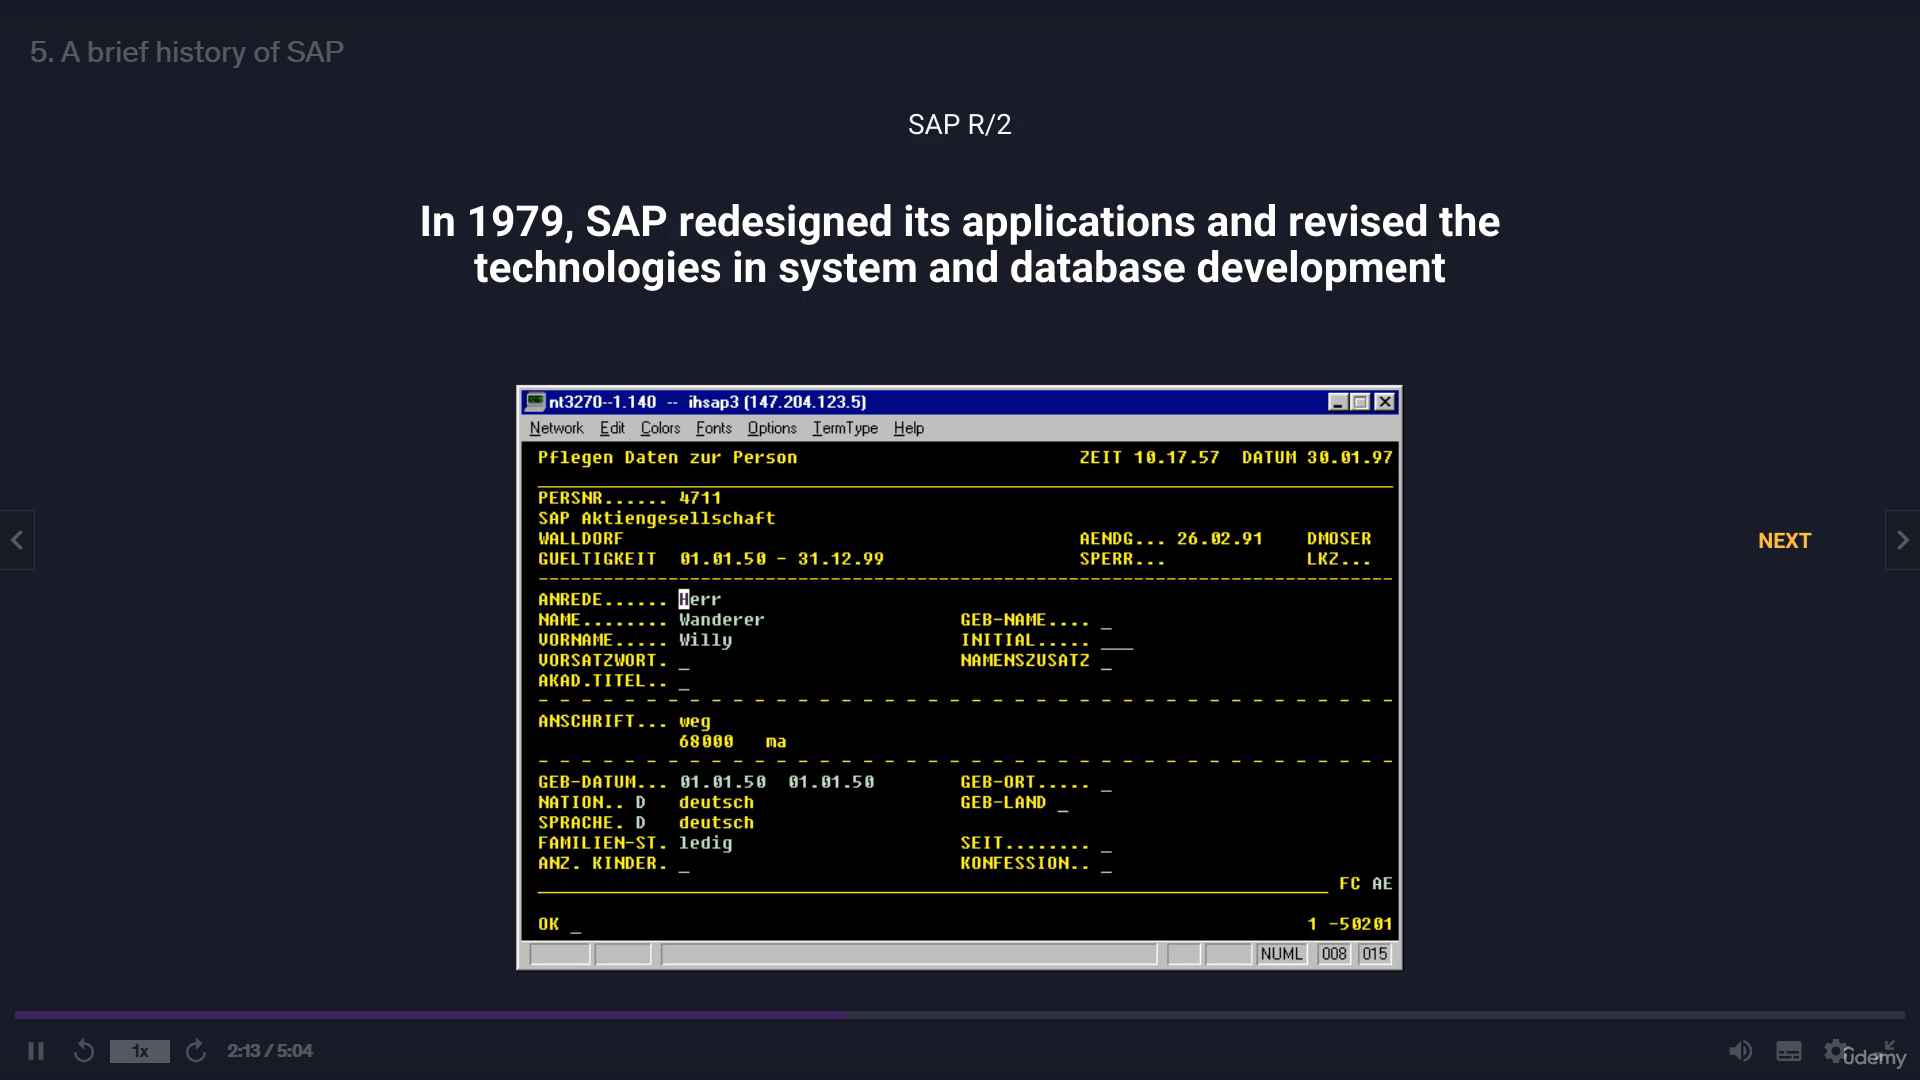 5. A brief history of SAP
SAP R/2
In 1979, SAP redesigned its applications and revised the
technologies in system and database development
nt3270--1.140 -- ihsap3 (147.204.123.5)
Network Edit Colors Fonts Options TermType Help
Pflegen Daten zur Person ZEIT 10.17.57 DATUM 30.01.97
PERSNR...... 4711
SAP Aktiengesellschaft
WALLDORF AENDG... 26.02.91 DMOSER
GUELTIGKEIT 01.01.50 - 31.12.99 SPERR... LKZ...
ANREDE...... Herr
NAME........ Wanderer GEB-NAME.... _
VORNAME..... Willy INITIAL..... ___
VORSATZWORT. _ NAMENSZUSATZ _
AKAD.TITEL.. _
ANSCHRIFT... weg
68000 ma
GEB-DATUM... 01.01.50 01.01.50 GEB-ORT..... _
NATION.. D deutsch GEB-LAND _
SPRACHE. D deutsch
FAMILIEN-ST. ledig SEIT........ _
ANZ. KINDER. _ KONFESSION.. _
FC AE
OK _ 1 -50201
NUML 008 015
NEXT
1x 2:13 / 5:04
udemy